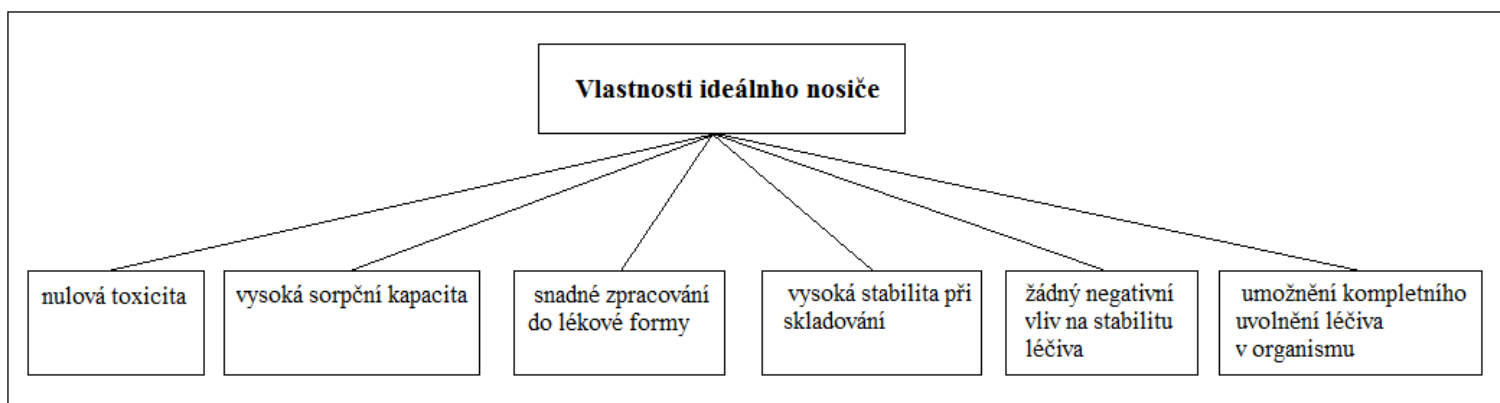 Vlastnosti ideálnho nosiče
nulová toxicita
vysoká sorpční kapacita
snadné zpracování
do lékové formy
vysoká stabilita při
skladování
žádný negativní
vliv na stabilitu
léčiva
umožnění kompletního
uvolnění léčiva
v organismu